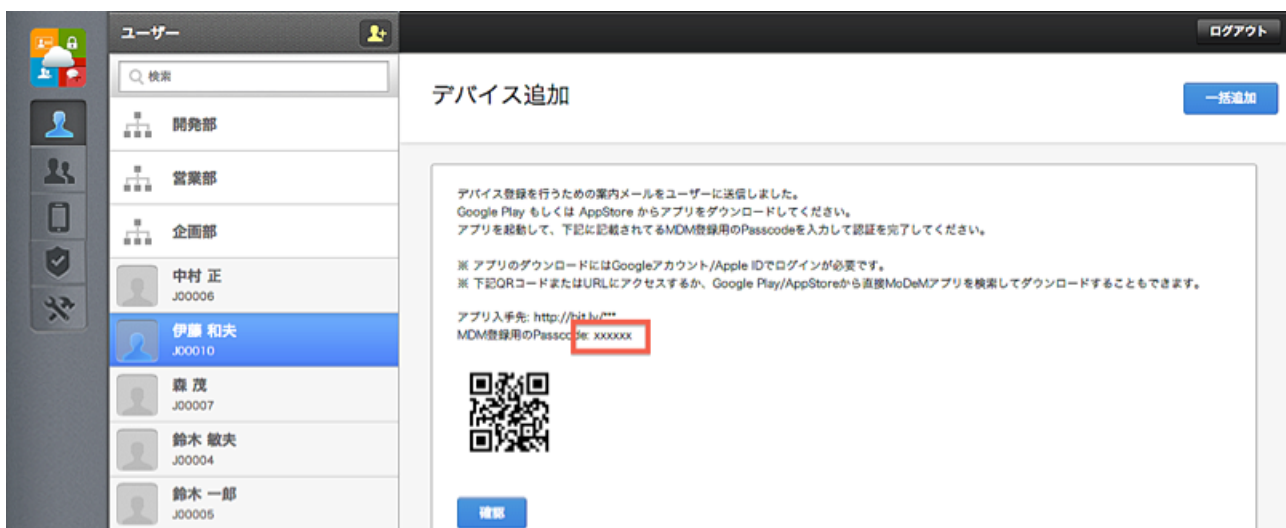 ユーザー
ログアウト
検索
デバイス追加
一括追加
開発部
営業部
企画部
中村 正
J00006
伊藤 和夫
J00010
森 茂
J00007
鈴木 敏夫
J00004
鈴木 一郎
J00005
デバイス登録を行うための案内メールをユーザーに送信しました。
Google Play もしくは AppStore からアプリをダウンロードしてください。
アプリを起動して、下記に記載されてるMDM登録用のPasscodeを入力して認証を完了してください。
※ アプリのダウンロードにはGoogleアカウント/Apple IDでログインが必要です。
※ 下記QRコードまたはURLにアクセスするか、Google Play/AppStoreから直接MoDeMアプリを検索してダウンロードすることもできます。
アプリ入手先: http://bit.ly/***
MDM登録用のPasscode: xxxxxx
確認